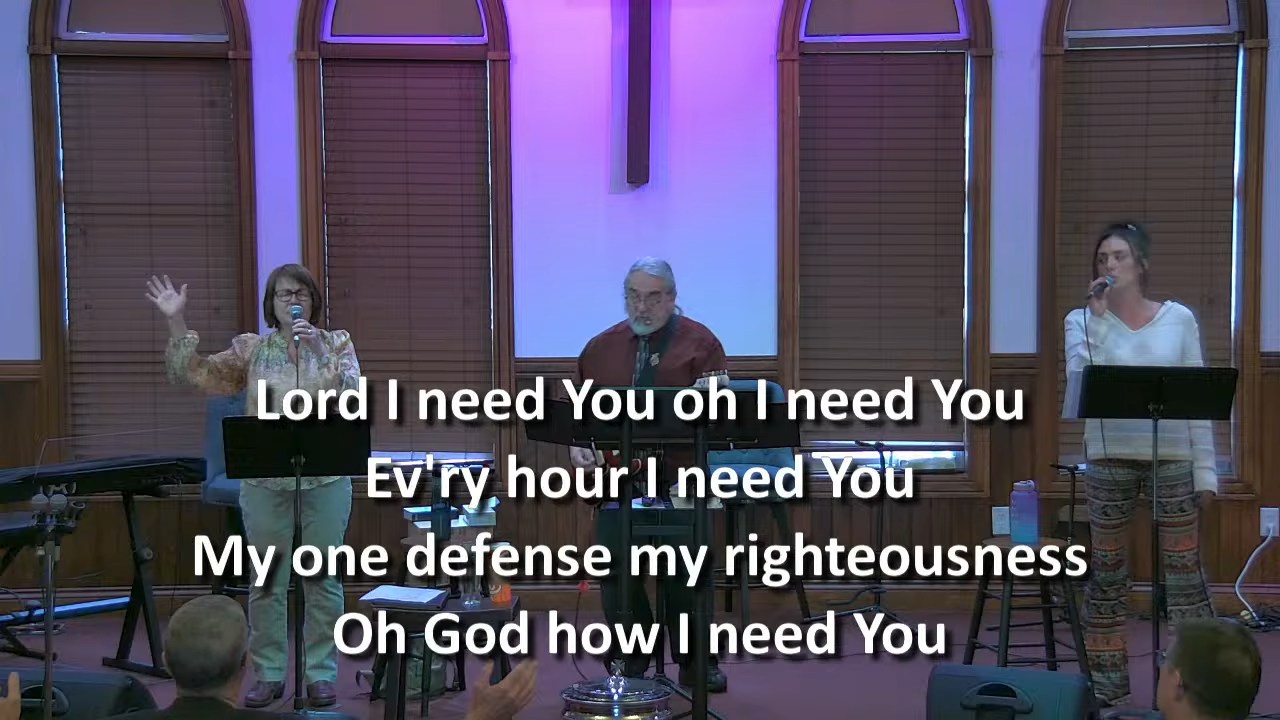 Lord I need You oh I need You
Ev'ry hour I need You
My one defense my righteousness
Oh God how I need You